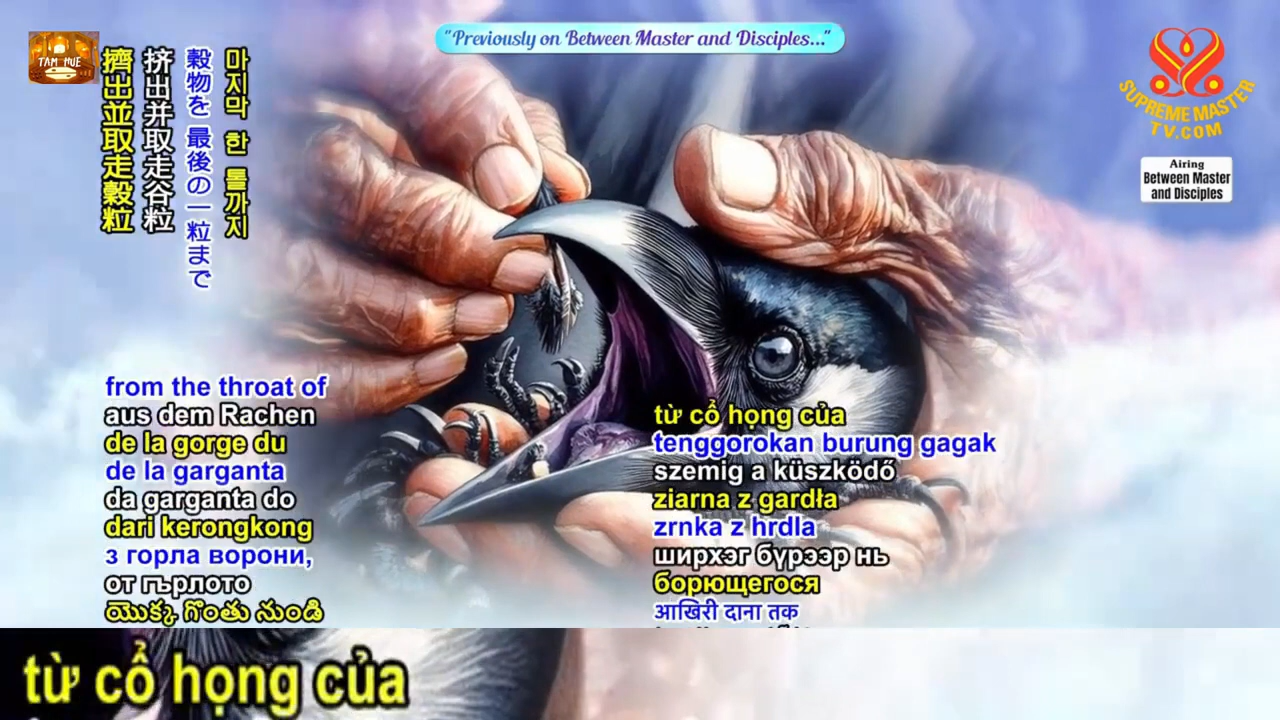 "Previously on Between Master and Disciples..."
TAM HUE
SUPREME MASTER
TV.COM
Airing
Between Master
and Disciples
擠出並取走穀粒
挤出并取走谷粒
穀物を 最後の一粒まで
마지막 한 톨까지
from the throat of
aus dem Rachen
de la gorge du
de la garganta
da garganta do
dari kerongkong
з горла ворони,
от гърлото
యొక్క గొంతు నుండి
từ cổ họng của
tenggorokan burung gagak
szemig a küszködő
ziarna z gardła
zrnka z hrdla
ширхэг бүрээр нь
борющегося
आखिरी दाना तक
từ cổ họng của